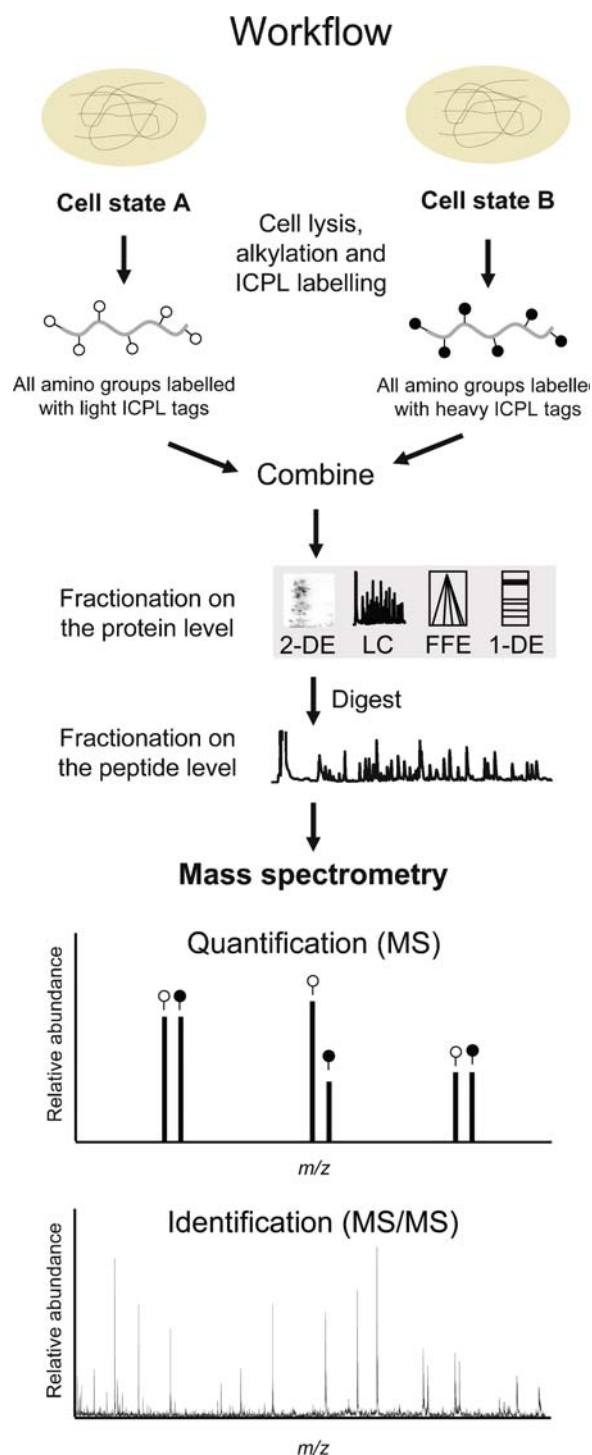 Workflow
Cell state A
Cell state B
Cell lysis,
alkylation and
ICPL labelling
All amino groups labelled
with light ICPL tags
All amino groups labelle
with heavy ICPL tags
Combine
Fractionation on
the protein level
2-DE LC FFE 1-DE
Digest
Fractionation on
the peptide level
Mass spectrometry
Quantification (MS)
Relative abundance
m/z
Identification (MS/MS)
Relative abundance
m/z